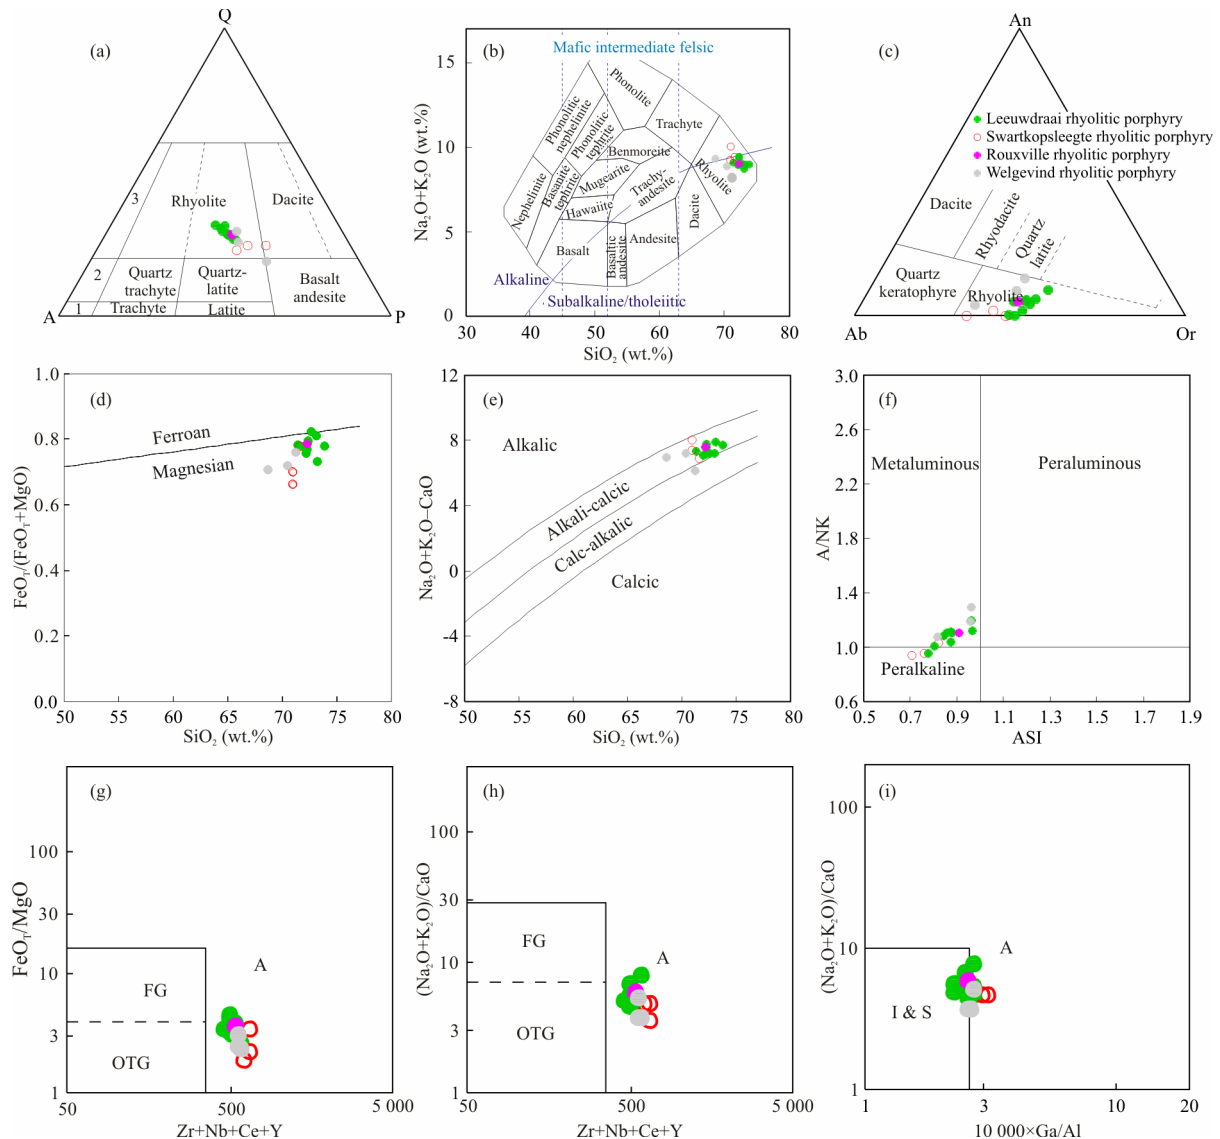 (a)
Q
3
Rhyolite
Dacite
2
Quartz
trachyte
Quartz-
latite
Basalt
andesite
1
Trachyte
Latite
A
P
(b)
Mafic intermediate felsic
Na₂O+K₂O (wt.%)
15
10
5
0
Phonolite
Phonolitic
nephelinite
Phonolitic
tephrite
Trachyte
Benmoreite
Nephelinite
Basanite
tephrite
Mugearite
Trachy-
andesite
Rhyolite
Hawaiite
Dacite
Basalt
Basaltic
andesite
Andesite
Alkaline
Subalkaline/tholeiitic
30
40
50
60
70
80
SiO₂ (wt.%)
(c)
An
Leeuwdraai rhyolitic porphyry
Swartkopsleegte rhyolitic porphyry
Rouxville rhyolitic porphyry
Welgevind rhyolitic porphyry
Dacite
Rhyodacite
Quartz
latite
Quartz
keratophyre
Rhyolite
Ab
Or
(d)
FeO_T/(FeO_T+MgO)
1.0
0.8
0.6
0.4
0.2
0.0
Ferroan
Magnesian
50
55
60
65
70
75
80
SiO₂ (wt.%)
(e)
Na₂O+K₂O−CaO
12
8
4
0
-4
-8
Alkalic
Alkali-calcic
Calc-alkalic
Calcic
50
55
60
65
70
75
80
SiO₂ (wt.%)
(f)
A/NK
3.0
2.6
2.2
1.8
1.4
1.0
0.6
Metaluminous
Peraluminous
Peralkaline
0.5
0.7
0.9
1.1
1.3
1.5
1.7
1.9
ASI
(g)
FeO_T/MgO
100
30
10
3
1
A
FG
OTG
50
500
5 000
Zr+Nb+Ce+Y
(h)
(Na₂O+K₂O)/CaO
100
30
10
3
1
FG
A
OTG
50
500
5 000
Zr+Nb+Ce+Y
(i)
(Na₂O+K₂O)/CaO
100
10
1
A
I & S
1
3
10
20
10 000×Ga/Al